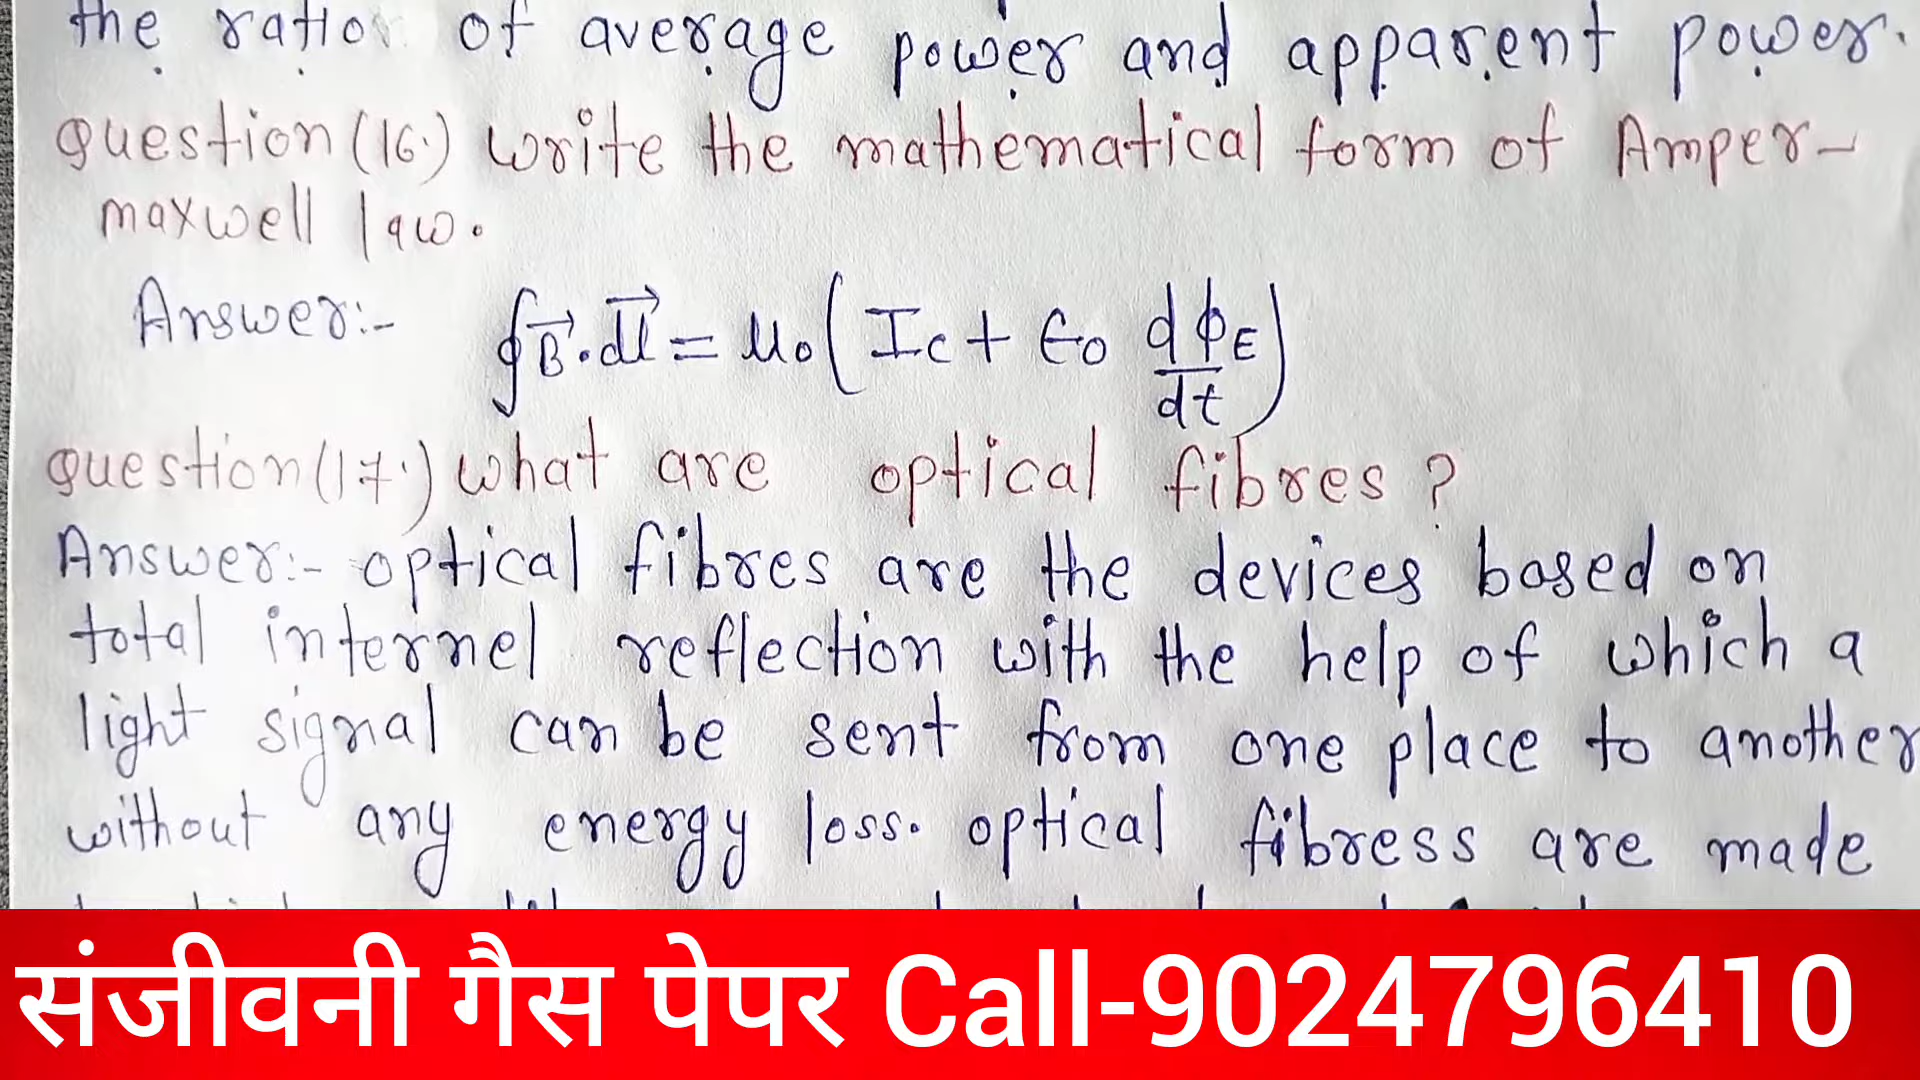 the ratio of average power and apparent power.
question(16.) write the mathematical form of Amper-
maxwell law.
Answer:- ∮B⃗.dl⃗ = μ₀(Ic + ε₀ dφE/dt)
question(17.) what are optical fibres?
Answer:- optical fibres are the devices based on
total internel reflection with the help of which a
light signal can be sent from one place to another
without any energy loss. optical fibress are made
संजीवनी गैस पेपर Call-9024796410